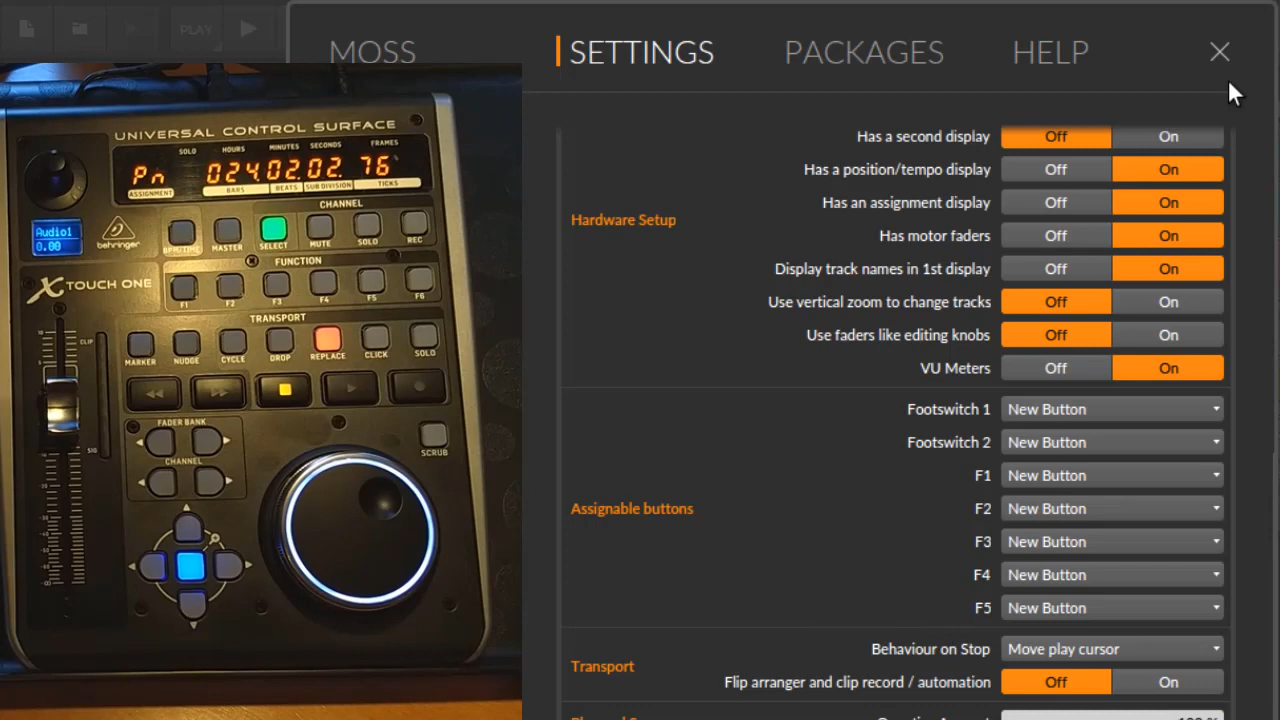 PLAY
MOSS
SETTINGS
PACKAGES
HELP
UNIVERSAL CONTROL SURFACE
SOLO HOURS MINUTES SECONDS FRAMES
Pn 024.02.02. 76
ASSIGNMENT BARS BEATS SUB DIVISION TICKS
CHANNEL
Audio1
0.00
behringer
BPM/TIME MASTER SELECT MUTE SOLO REC
FUNCTION
X TOUCH ONE
F1 F2 F3 F4 F5 F6
TRANSPORT
CLIP
MARKER NUDGE CYCLE DROP REPLACE CLICK SOLO
FADER BANK
SIG
SCRUB
CHANNEL
Hardware Setup
Has a second display Off On
Has a position/tempo display Off On
Has an assignment display Off On
Has motor faders Off On
Display track names in 1st display Off On
Use vertical zoom to change tracks Off On
Use faders like editing knobs Off On
VU Meters Off On
Assignable buttons
Footswitch 1 New Button
Footswitch 2 New Button
F1 New Button
F2 New Button
F3 New Button
F4 New Button
F5 New Button
Transport
Behaviour on Stop Move play cursor
Flip arranger and clip record / automation Off On